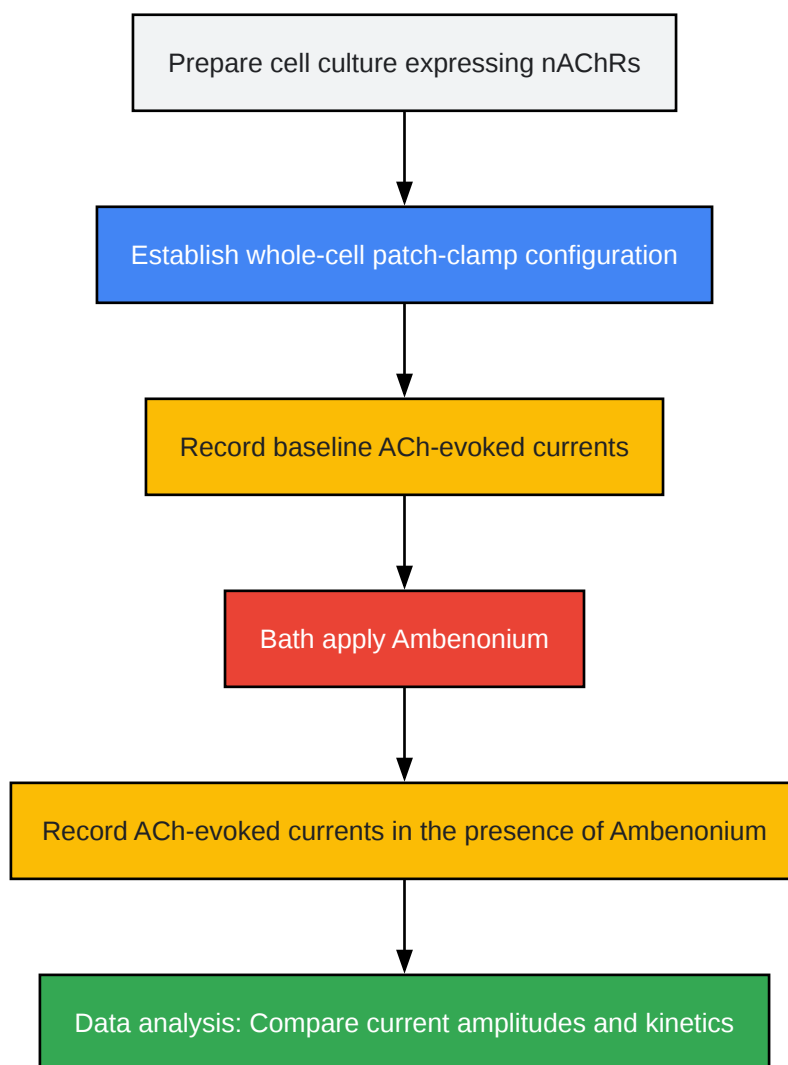 Prepare cell culture expressing nAChRs
Establish whole-cell patch-clamp configuration
Record baseline ACh-evoked currents
Bath apply Ambenonium
Record ACh-evoked currents in the presence of Ambenonium
Data analysis: Compare current amplitudes and kinetics